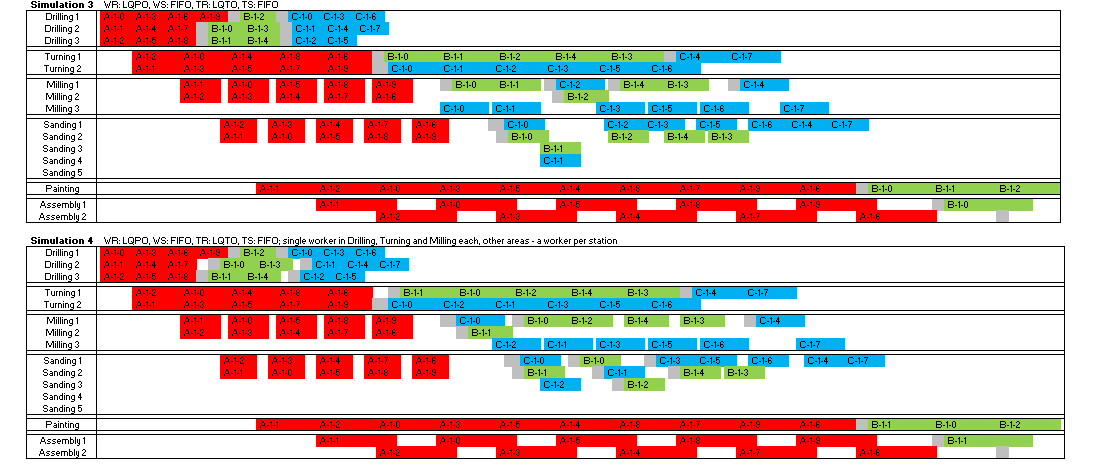 Simulation 3 WR: LQPO, WS: FIFO, TR: LQTO, TS: FIFO
Drilling 1 A-1-0 A-1-3 A-1-6 A-1-9 B-1-2 C-1-0 C-1-3 C-1-6
Drilling 2 A-1-1 A-1-4 A-1-7 B-1-0 B-1-3 C-1-1 C-1-4 C-1-7
Drilling 3 A-1-2 A-1-5 A-1-8 B-1-1 B-1-4 C-1-2 C-1-5
Turning 1 A-1-2 A-1-0 A-1-4 A-1-8 A-1-6 B-1-0 B-1-1 B-1-2 B-1-4 B-1-3 C-1-4 C-1-7
Turning 2 A-1-1 A-1-3 A-1-5 A-1-7 A-1-9 C-1-0 C-1-1 C-1-2 C-1-3 C-1-5 C-1-6
Milling 1 A-1-1 A-1-0 A-1-5 A-1-8 A-1-9 B-1-0 B-1-1 C-1-2 B-1-4 B-1-3 C-1-4
Milling 2 A-1-2 A-1-3 A-1-4 A-1-7 A-1-6 B-1-2
Milling 3 C-1-0 C-1-1 C-1-3 C-1-5 C-1-6 C-1-7
Sanding 1 A-1-2 A-1-3 A-1-4 A-1-7 A-1-6 C-1-0 C-1-2 C-1-3 C-1-5 C-1-6 C-1-4 C-1-7
Sanding 2 A-1-1 A-1-0 A-1-5 A-1-8 A-1-9 B-1-0 B-1-2 B-1-4 B-1-3
Sanding 3 B-1-1
Sanding 4 C-1-1
Sanding 5
Painting A-1-1 A-1-2 A-1-0 A-1-3 A-1-5 A-1-4 A-1-8 A-1-7 A-1-9 A-1-6 B-1-0 B-1-1 B-1-2
Assembly 1 A-1-1 A-1-0 A-1-5 A-1-8 A-1-9 B-1-0
Assembly 2 A-1-2 A-1-3 A-1-4 A-1-7 A-1-6
Simulation 4 WR: LQPO, WS: FIFO, TR: LQTO, TS: FIFO; single worker in Drilling, Turning and Milling each, other areas - a worker per station
Drilling 1 A-1-0 A-1-3 A-1-6 A-1-9 B-1-2 C-1-0 C-1-3 C-1-6
Drilling 2 A-1-1 A-1-4 A-1-7 B-1-0 B-1-3 C-1-1 C-1-4 C-1-7
Drilling 3 A-1-2 A-1-5 A-1-8 B-1-1 B-1-4 C-1-2 C-1-5
Turning 1 A-1-2 A-1-0 A-1-4 A-1-8 A-1-6 B-1-1 B-1-0 B-1-2 B-1-4 B-1-3 C-1-4 C-1-7
Turning 2 A-1-1 A-1-3 A-1-5 A-1-7 A-1-9 C-1-0 C-1-2 C-1-1 C-1-3 C-1-5 C-1-6
Milling 1 A-1-1 A-1-0 A-1-5 A-1-8 A-1-9 C-1-0 B-1-0 B-1-2 B-1-4 B-1-3 C-1-4
Milling 2 A-1-2 A-1-3 A-1-4 A-1-7 A-1-6 B-1-1
Milling 3 C-1-2 C-1-1 C-1-3 C-1-5 C-1-6 C-1-7
Sanding 1 A-1-2 A-1-3 A-1-4 A-1-7 A-1-6 C-1-0 B-1-0 C-1-3 C-1-5 C-1-6 C-1-4 C-1-7
Sanding 2 A-1-1 A-1-0 A-1-5 A-1-8 A-1-9 B-1-1 C-1-1 B-1-4 B-1-3
Sanding 3 C-1-2 B-1-2
Sanding 4
Sanding 5
Painting A-1-1 A-1-2 A-1-0 A-1-3 A-1-5 A-1-4 A-1-8 A-1-7 A-1-9 A-1-6 B-1-1 B-1-0 B-1-2
Assembly 1 A-1-1 A-1-0 A-1-5 A-1-8 A-1-9 B-1-1
Assembly 2 A-1-2 A-1-3 A-1-4 A-1-7 A-1-6